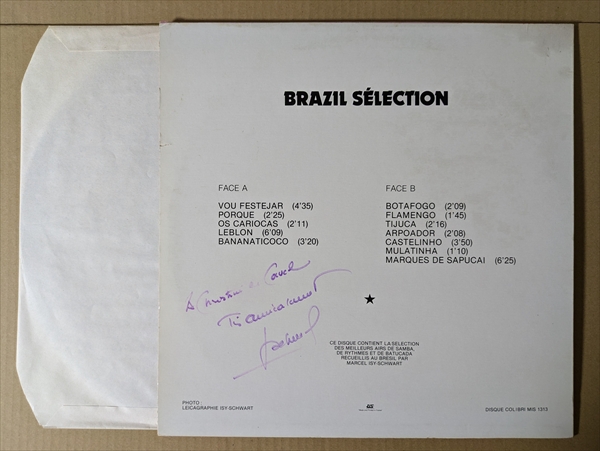 BRAZIL SÉLECTION
FACE A
VOU FESTEJAR (4'35)
PORQUE (2'25)
OS CARIOCAS (2'11)
LEBLON (6'09)
BANANATICOCO (3'20)
FACE B
BOTAFOGO (2'09)
FLAMENGO (1'45)
TIJUCA (2'16)
ARPOADOR (2'08)
CASTELINHO (3'50)
MULATINHA (1'10)
MARQUES DE SAPUCAI (6'25)
CE DISQUE CONTIENT LA SELECTION
DES MEILLEURS AIRS DE SAMBA,
DE RYTHMES ET DE BATUCADA
RECUEILLIS AU BRESIL PAR
MARCEL ISY-SCHWART
PHOTO :
LEICAGRAPHIE ISY-SCHWART
DISQUE COLIBRI MIS 1313